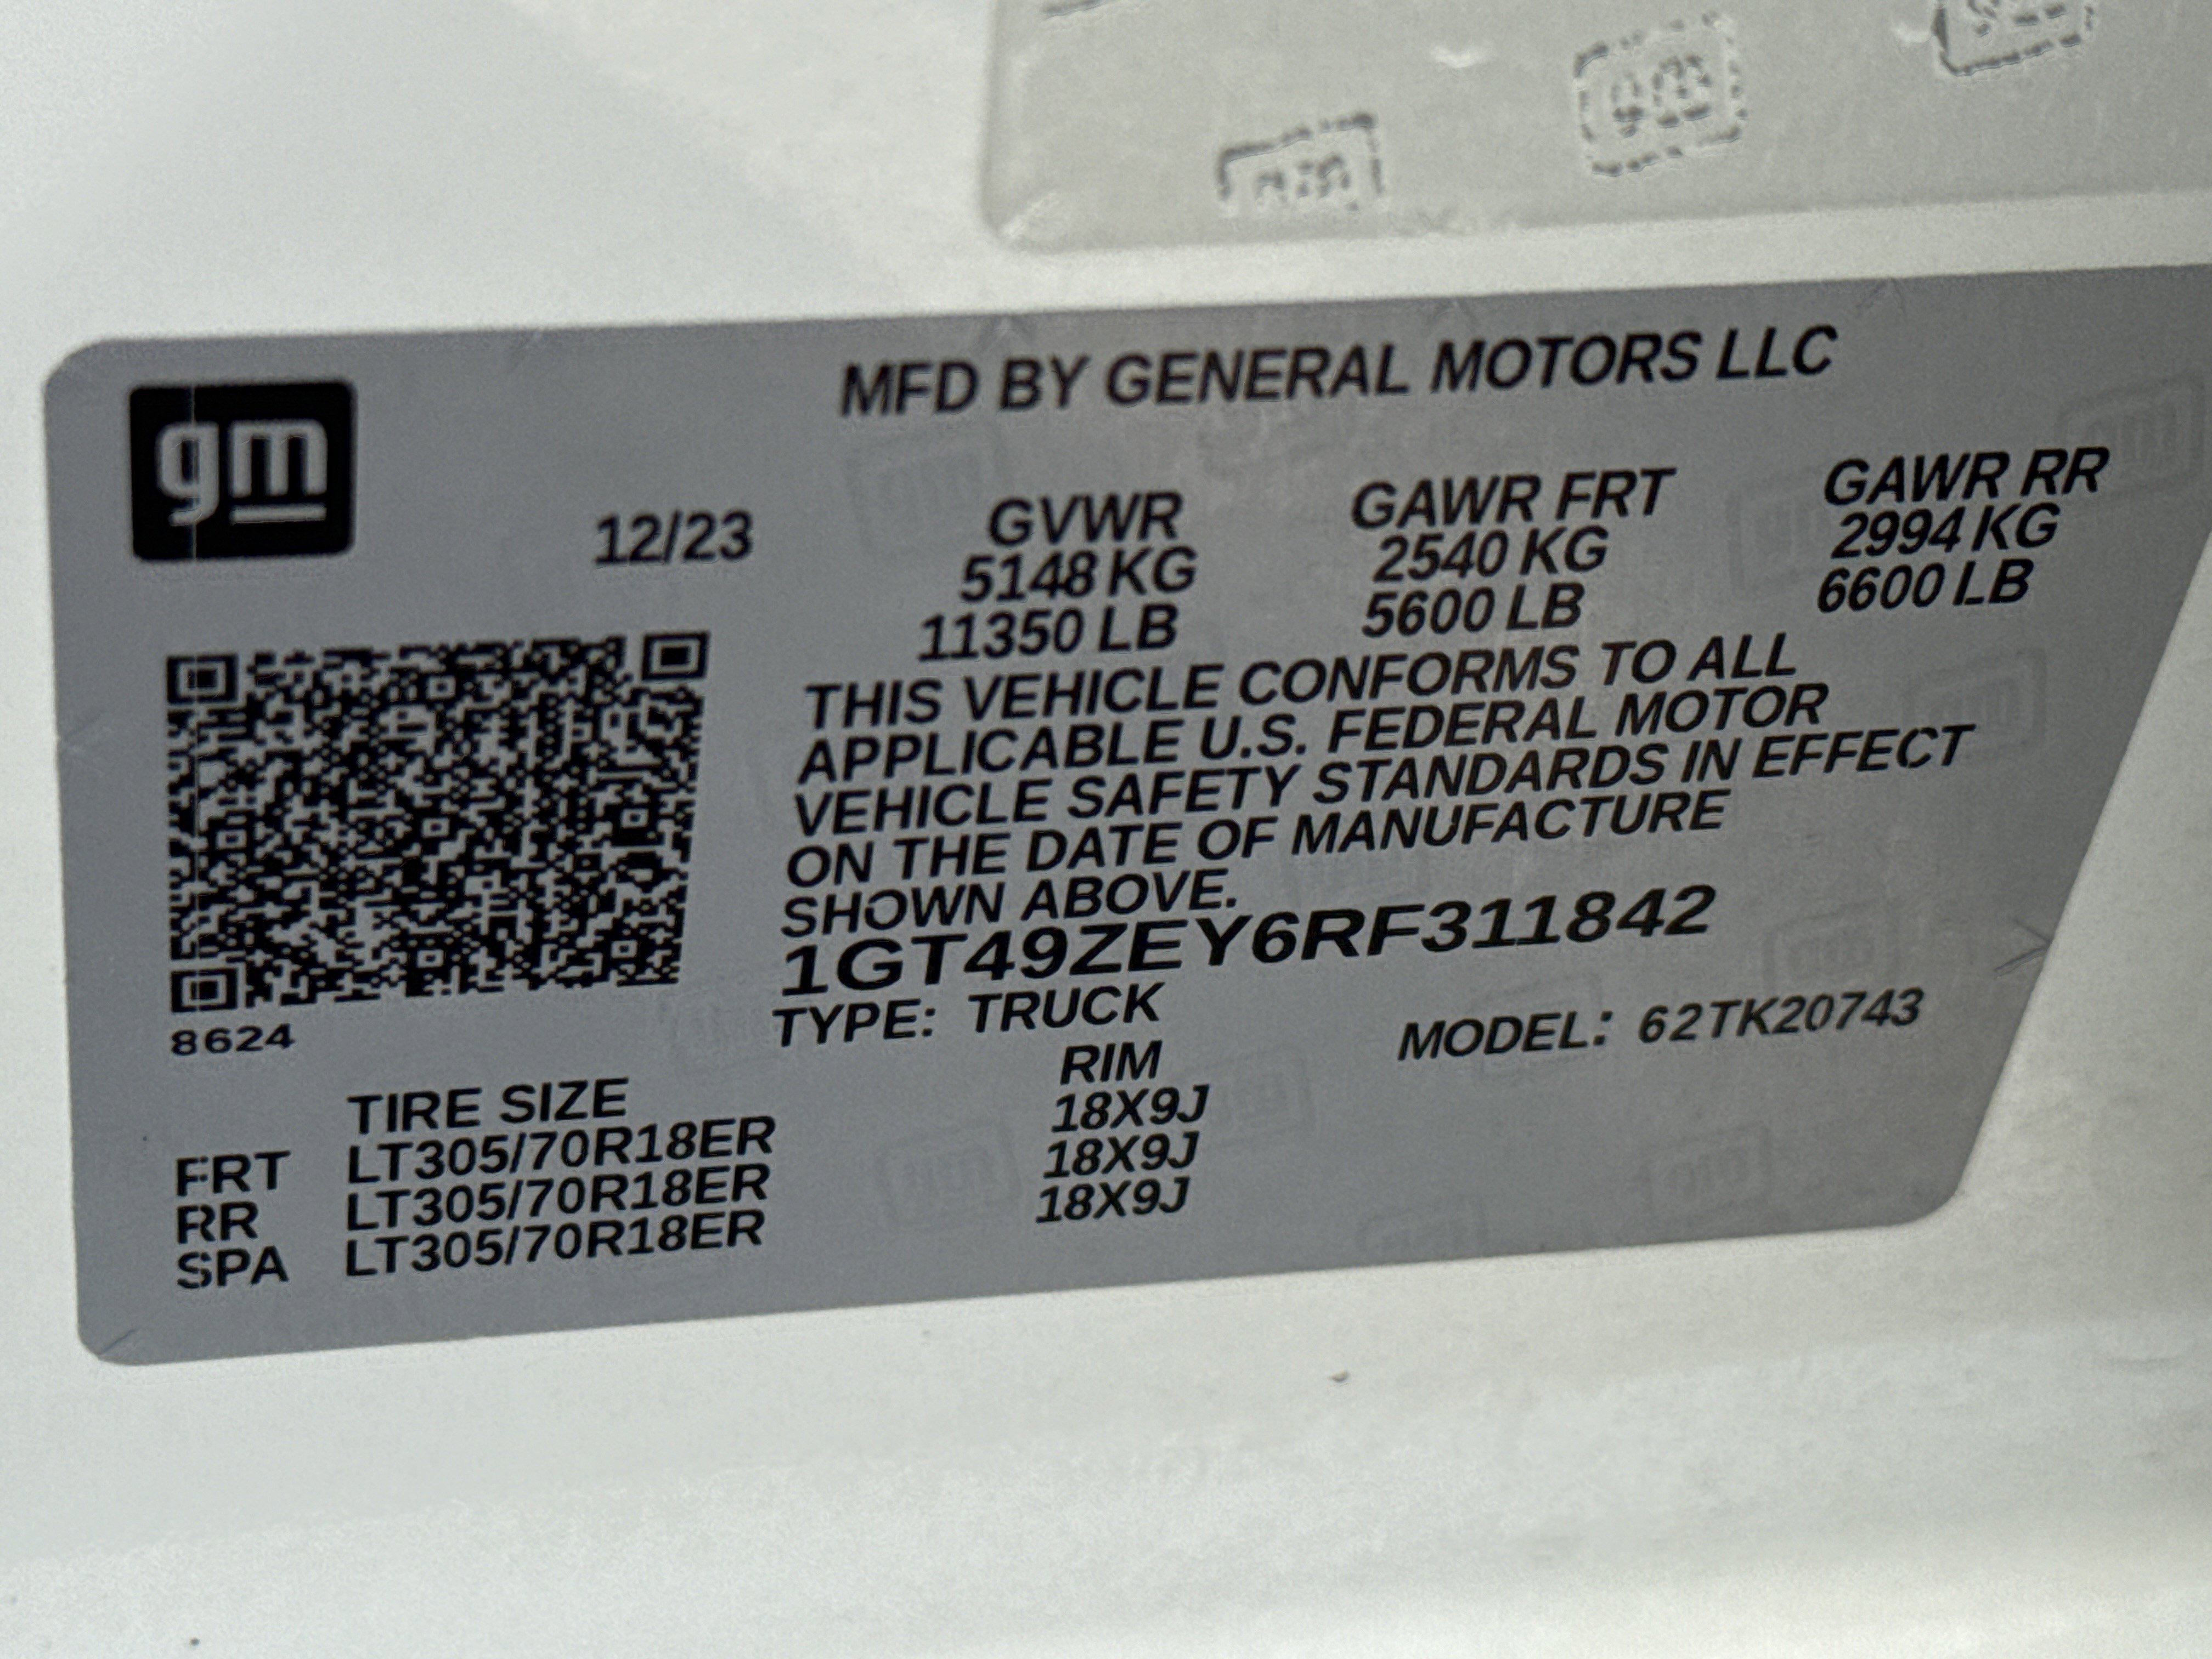 gm
MFD BY GENERAL MOTORS LLC
12/23
GVWR GAWR FRT GAWR RR
5148 KG 2540 KG 2994 KG
11350 LB 5600 LB 6600 LB
THIS VEHICLE CONFORMS TO ALL
APPLICABLE U.S. FEDERAL MOTOR
VEHICLE SAFETY STANDARDS IN EFFECT
ON THE DATE OF MANUFACTURE
SHOWN ABOVE.
1GT49ZEY6RF311842
TYPE: TRUCK MODEL: 62TK20743
8624
TIRE SIZE RIM
FRT LT305/70R18ER 18X9J
RR LT305/70R18ER 18X9J
SPA LT305/70R18ER 18X9J